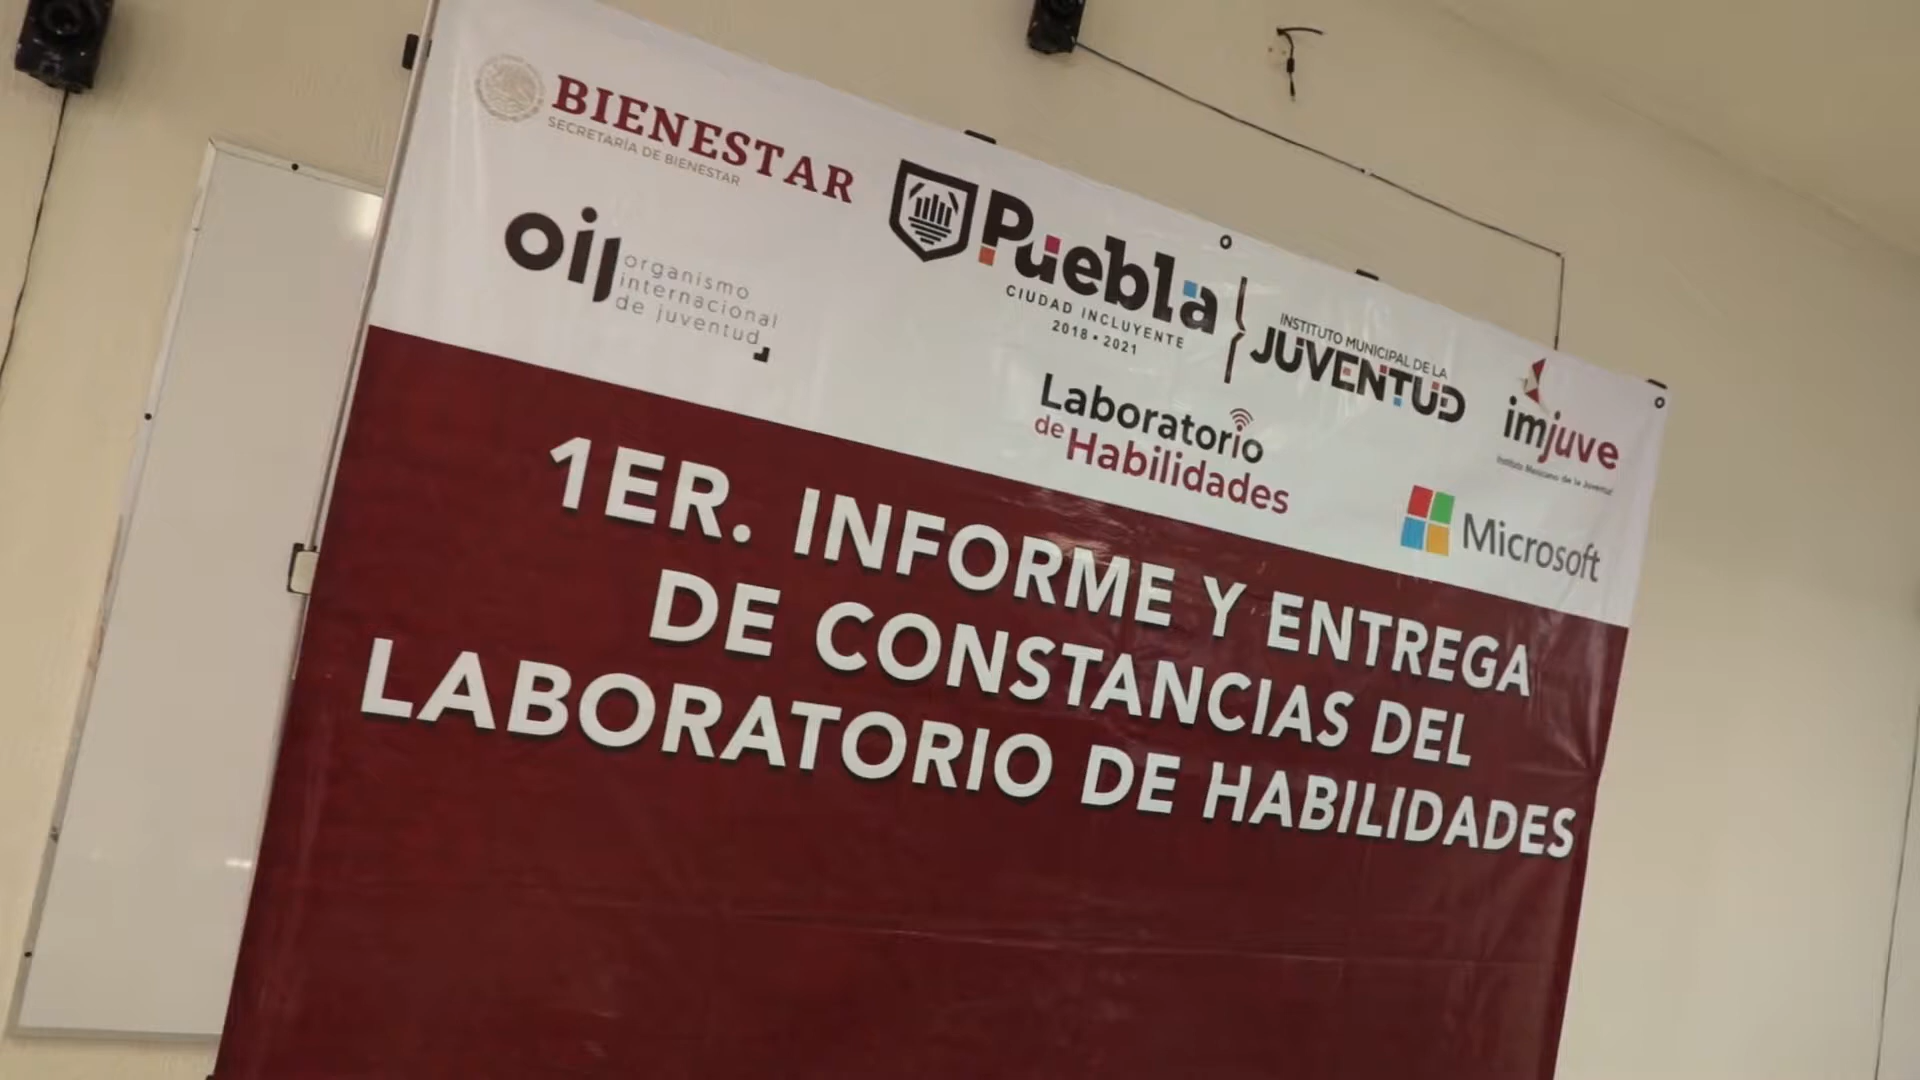 BIENESTAR
SECRETARÍA DE BIENESTAR
oij
organismo
internacional
de juventud
Puebla
CIUDAD INCLUYENTE
2018 • 2021
INSTITUTO MUNICIPAL DE LA
JUVENTUD
imjuve
Instituto Mexicano de la Juventud
Laboratorio
de Habilidades
Microsoft
1ER. INFORME Y ENTREGA
DE CONSTANCIAS DEL
LABORATORIO DE HABILIDADES